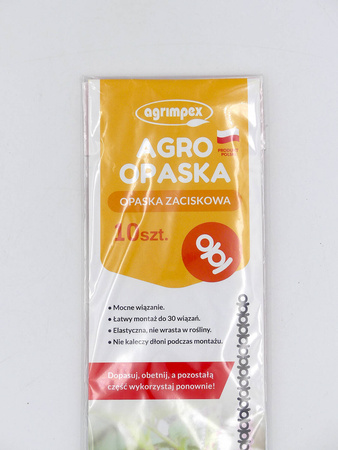 agrimpex
AGRO
OPASKA
PRODUKT
POLSKI
OPASKA ZACISKOWA
10szt.
• Mocne wiązanie.
• Łatwy montaż do 30 wiązań.
• Elastyczna, nie wrasta w rośliny.
• Nie kaleczy dłoni podczas montażu.
Dopasuj, obetnij, a pozostałą
część wykorzystaj ponownie!